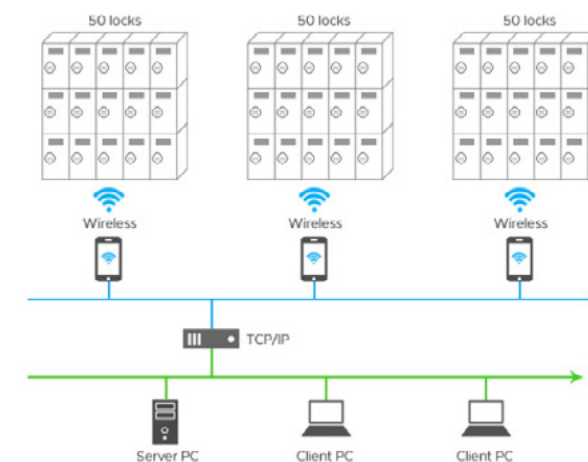 50 locks
50 locks
50 locks
Wireless
Wireless
Wireless
TCP/IP
Server PC
Client PC
Client PC